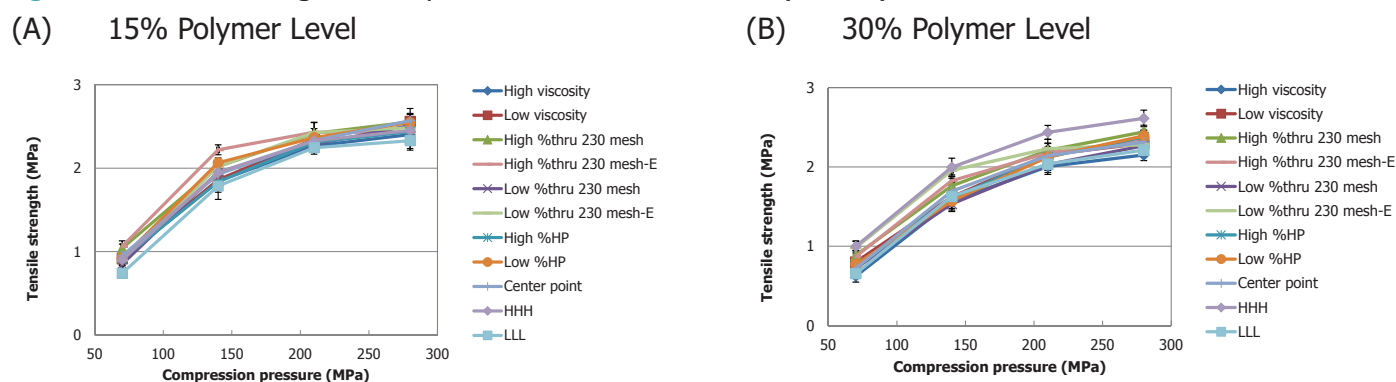 (A) 15% Polymer Level
Tensile strength (MPa)
3
2
1
0
50 100 150 200 250 300
Compression pressure (MPa)
High viscosity
Low viscosity
High %thru 230 mesh
High %thru 230 mesh-E
Low %thru 230 mesh
Low %thru 230 mesh-E
High %HP
Low %HP
Center point
HHH
LLL
(B) 30% Polymer Level
Tensile strength (MPa)
3
2
1
0
50 100 150 200 250 300
Compression pressure (MPa)
High viscosity
Low viscosity
High %thru 230 mesh
High %thru 230 mesh-E
Low %thru 230 mesh
Low %thru 230 mesh-E
High %HP
Low %HP
Center point
HHH
LLL